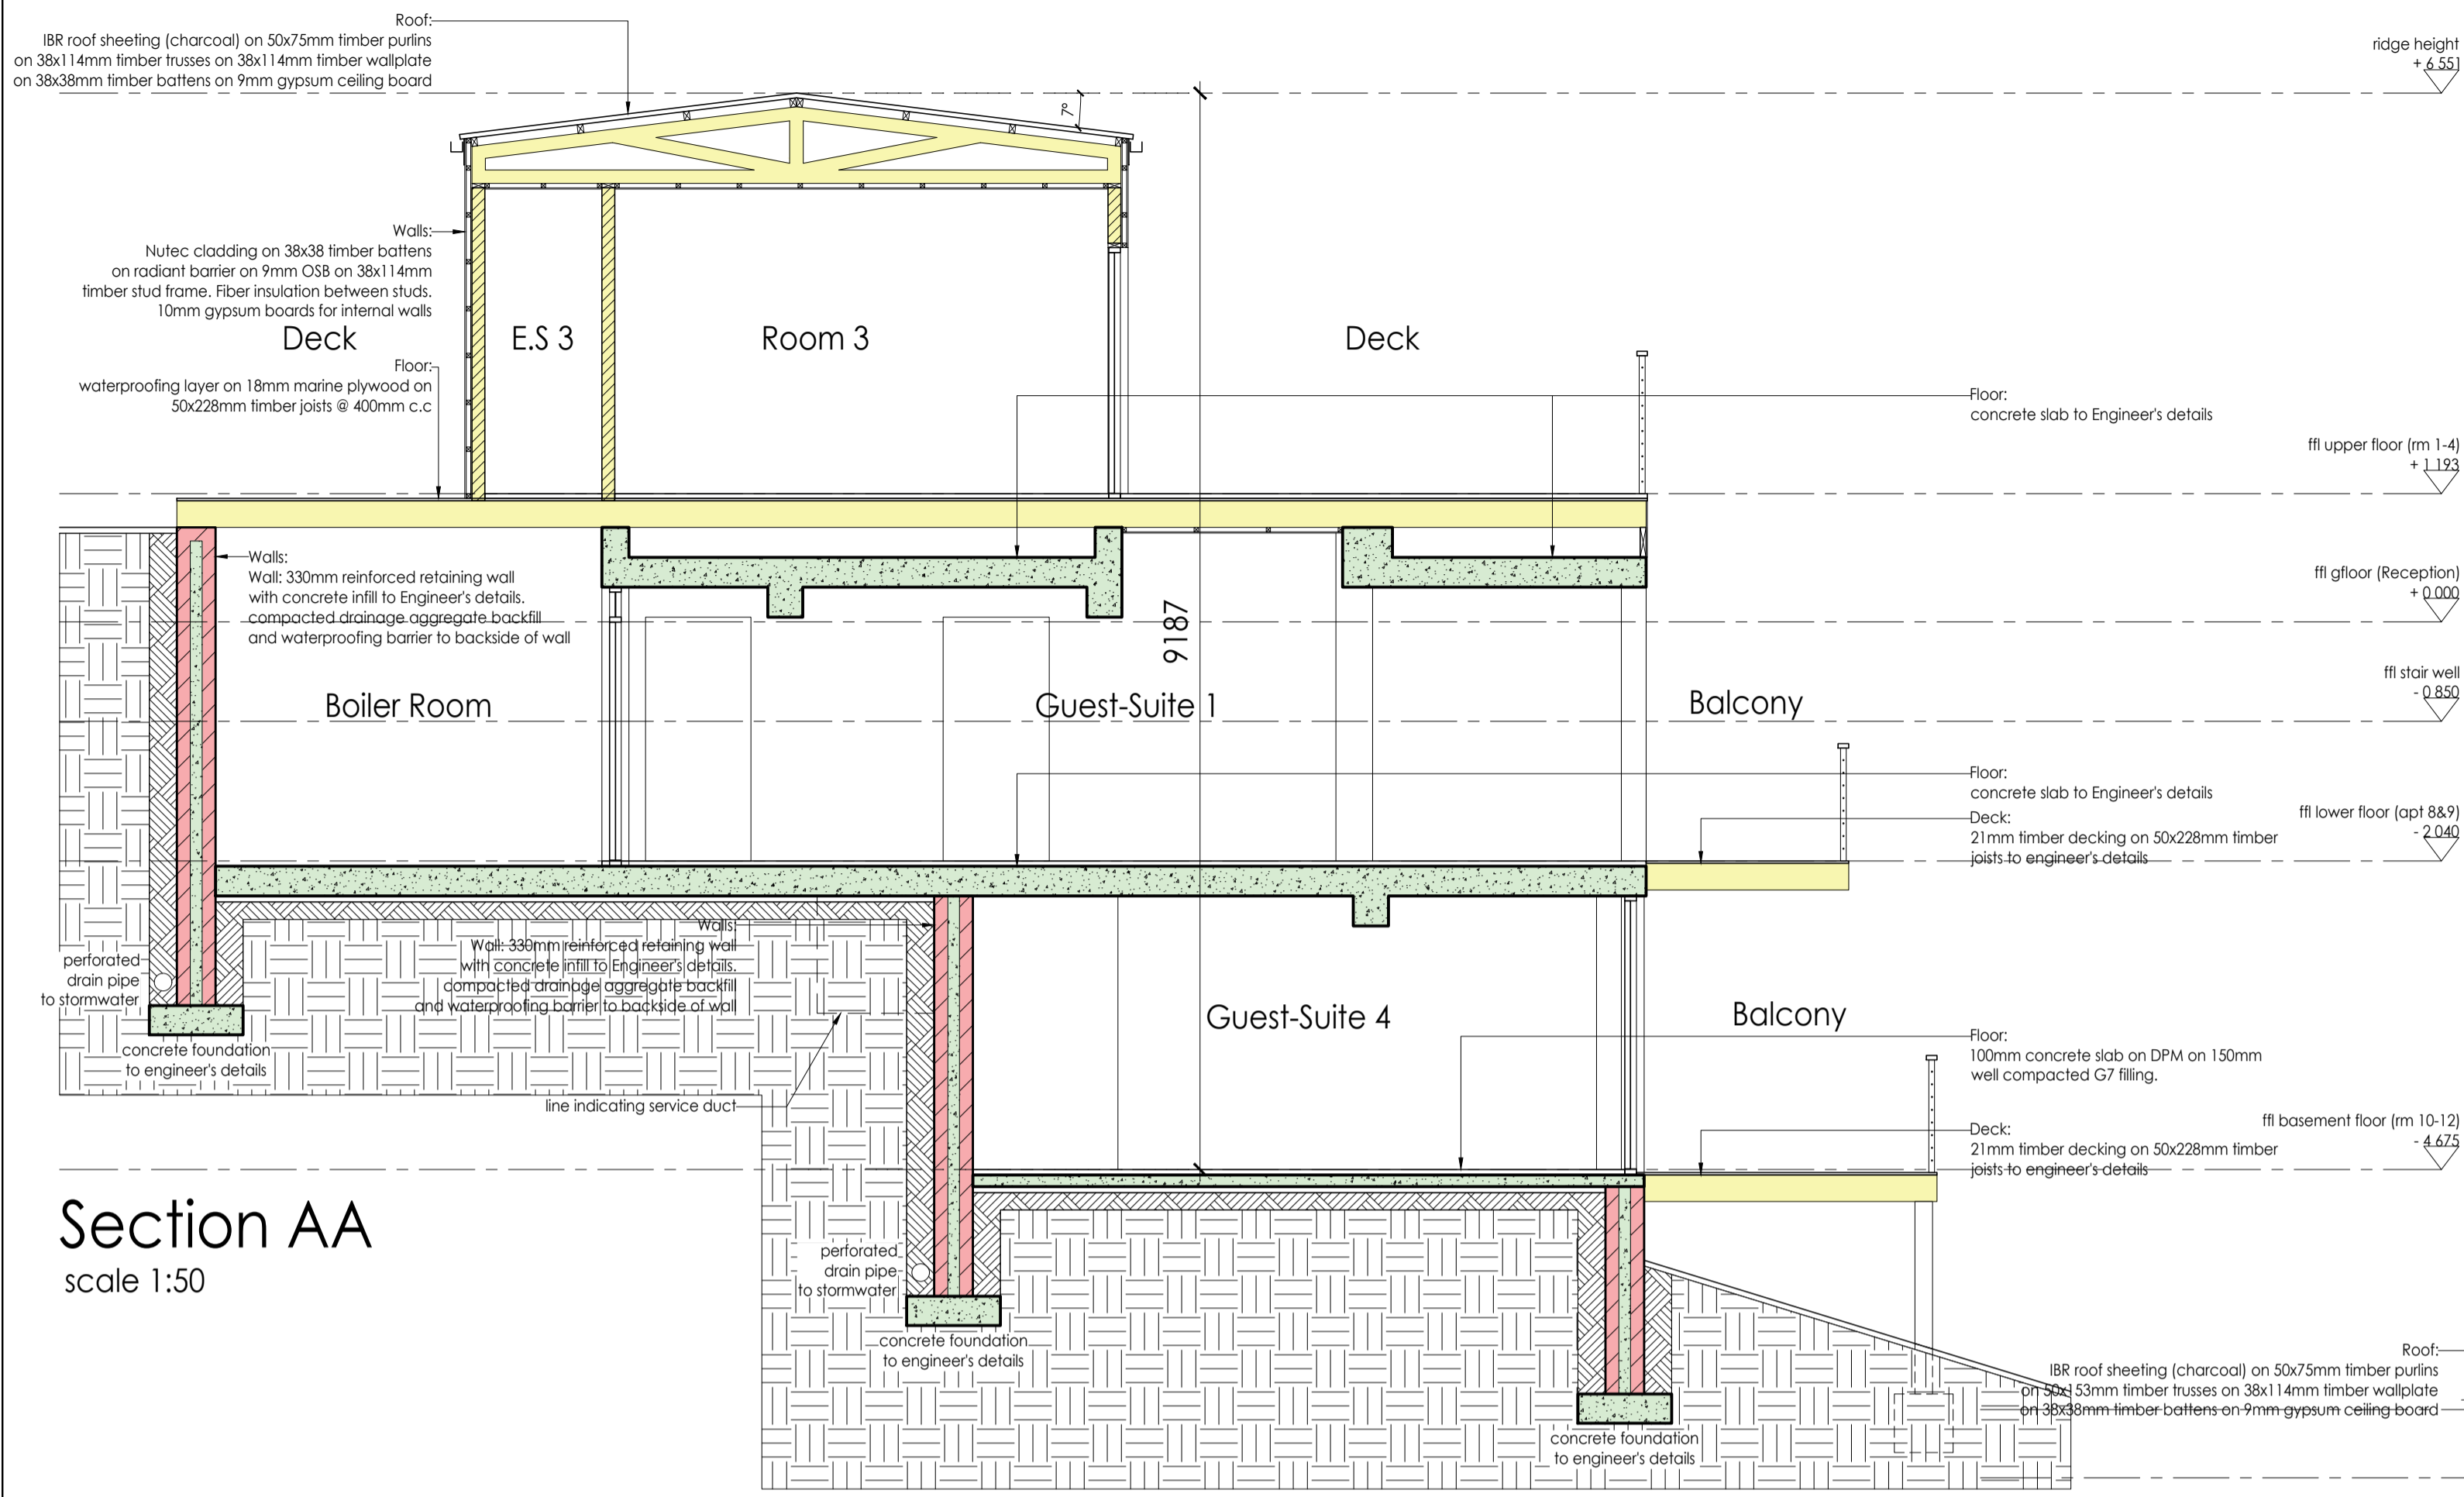 Roof:
IBR roof sheeting (charcoal) on 50x75mm timber purlins
on 38x114mm timber trusses on 38x114mm timber wallplate
on 38x38mm timber battens on 9mm gypsum ceiling board
ridge height
+ 6 551
7°
Walls:
Nutec cladding on 38x38 timber battens
on radiant barrier on 9mm OSB on 38x114mm
timber stud frame. Fiber insulation between studs.
10mm gypsum boards for internal walls
Deck
E.S 3
Room 3
Deck
Floor:
waterproofing layer on 18mm marine plywood on
50x228mm timber joists @ 400mm c.c
Floor:
concrete slab to Engineer's details
ffl upper floor (rm 1-4)
+ 1 193
Walls:
Wall: 330mm reinforced retaining wall
with concrete infill to Engineer's details.
compacted drainage aggregate backfill
and waterproofing barrier to backside of wall
9187
ffl gfloor (Reception)
+ 0 000
ffl stair well
- 0 850
Boiler Room
Guest-Suite 1
Balcony
Floor:
concrete slab to Engineer's details
Deck:
21mm timber decking on 50x228mm timber
joists to engineer's details
ffl lower floor (apt 8&9)
- 2 040
perforated
drain pipe
to stormwater
Walls:
Wall: 330mm reinforced retaining wall
with concrete infill to Engineer's details.
compacted drainage aggregate backfill
and waterproofing barrier to backside of wall
concrete foundation
to engineer's details
line indicating service duct
Guest-Suite 4
Balcony
Floor:
100mm concrete slab on DPM on 150mm
well compacted G7 filling.
Deck:
21mm timber decking on 50x228mm timber
joists to engineer's details
ffl basement floor (rm 10-12)
- 4 675
Section AA
scale 1:50
perforated
drain pipe
to stormwater
concrete foundation
to engineer's details
concrete foundation
to engineer's details
Roof:
IBR roof sheeting (charcoal) on 50x75mm timber purlins
on 50x153mm timber trusses on 38x114mm timber wallplate
on 38x38mm timber battens on 9mm gypsum ceiling board